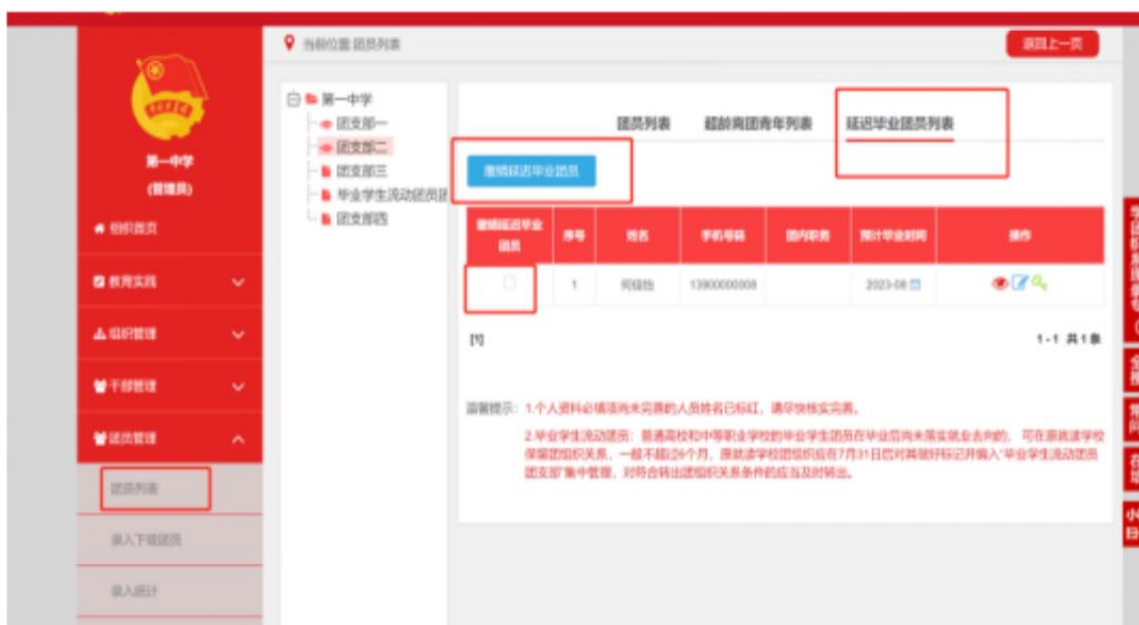 当前位置:团员列表
返回上一页
第一中学
(管理员)
组织首页
教育实践
组织管理
干部管理
团员管理
团员列表
录入下级团员
录入统计
第一中学
团支部一
团支部二
团支部三
毕业学生流动团员团
团支部四
团员列表 超龄离团青年列表 延迟毕业团员列表
撤销延迟毕业团员
撤销延迟毕业团员 序号 姓名 手机号码 团内职务 预计毕业时间 操作
1 13900000008 2023-08
[1]
1-1 共1条
温馨提示:1.个人资料必填项尚未完善的人员姓名已标红,请尽快核实完善。
2.毕业学生流动团员:普通高校和中等职业学校的毕业学生团员在毕业后尚未落实就业去向的,可在原就读学校
保留团组织关系,一般不超过6个月,原就读学校团组织应在7月31日后对其做好标记并编入"毕业学生流动团员
团支部"集中管理,对符合转出团组织关系条件的应当及时转出。